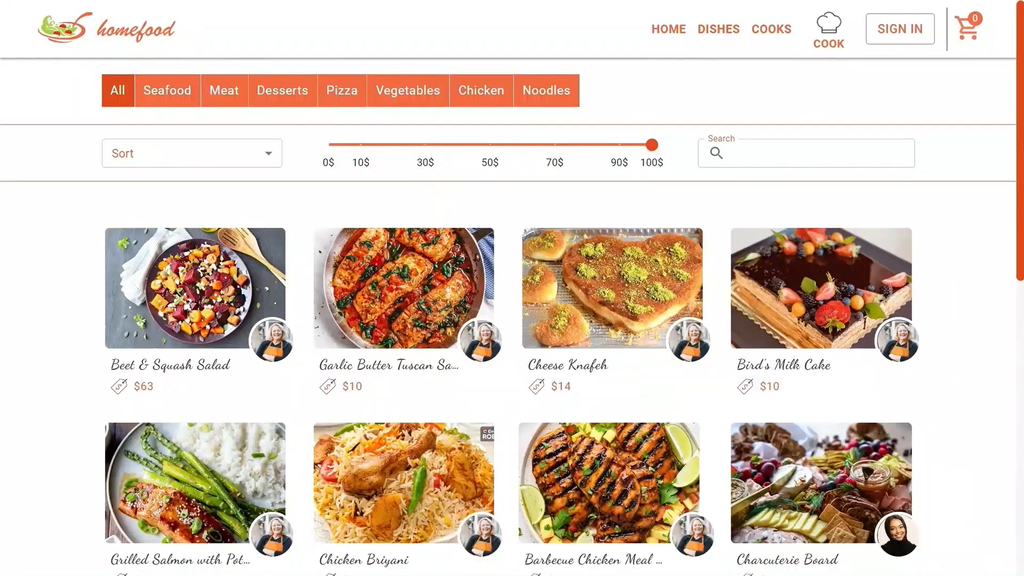 homefood
HOME DISHES COOKS COOK SIGN IN 0
All Seafood Meat Desserts Pizza Vegetables Chicken Noodles
Sort
0$ 10$ 30$ 50$ 70$ 90$ 100$
Search
Beet & Squash Salad
$63
Garlic Butter Tuscan Sa...
$10
Cheese Knafeh
$14
Bird's Milk Cake
$10
Grilled Salmon with Pot...
Chicken Briyani
Barbecue Chicken Meal ...
Charcuterie Board